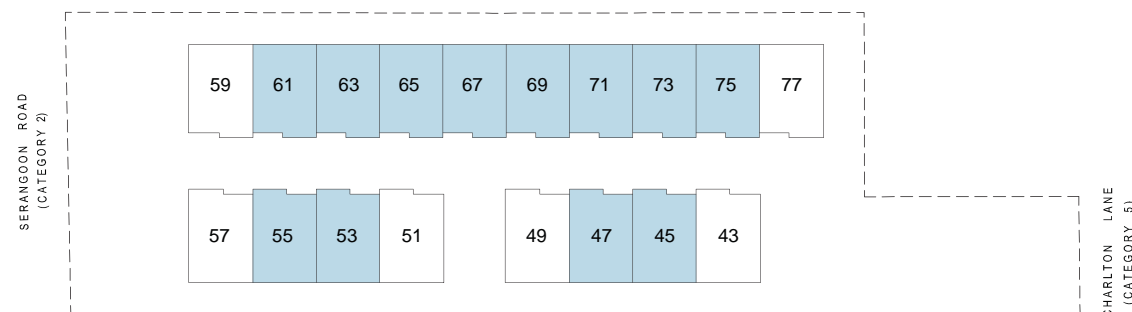 SERANGOON ROAD
(CATEGORY 2)
59 61 63 65 67 69 71 73 75 77
57 55 53 51 49 47 45 43
CHARLTON LANE
(CATEGORY 5)